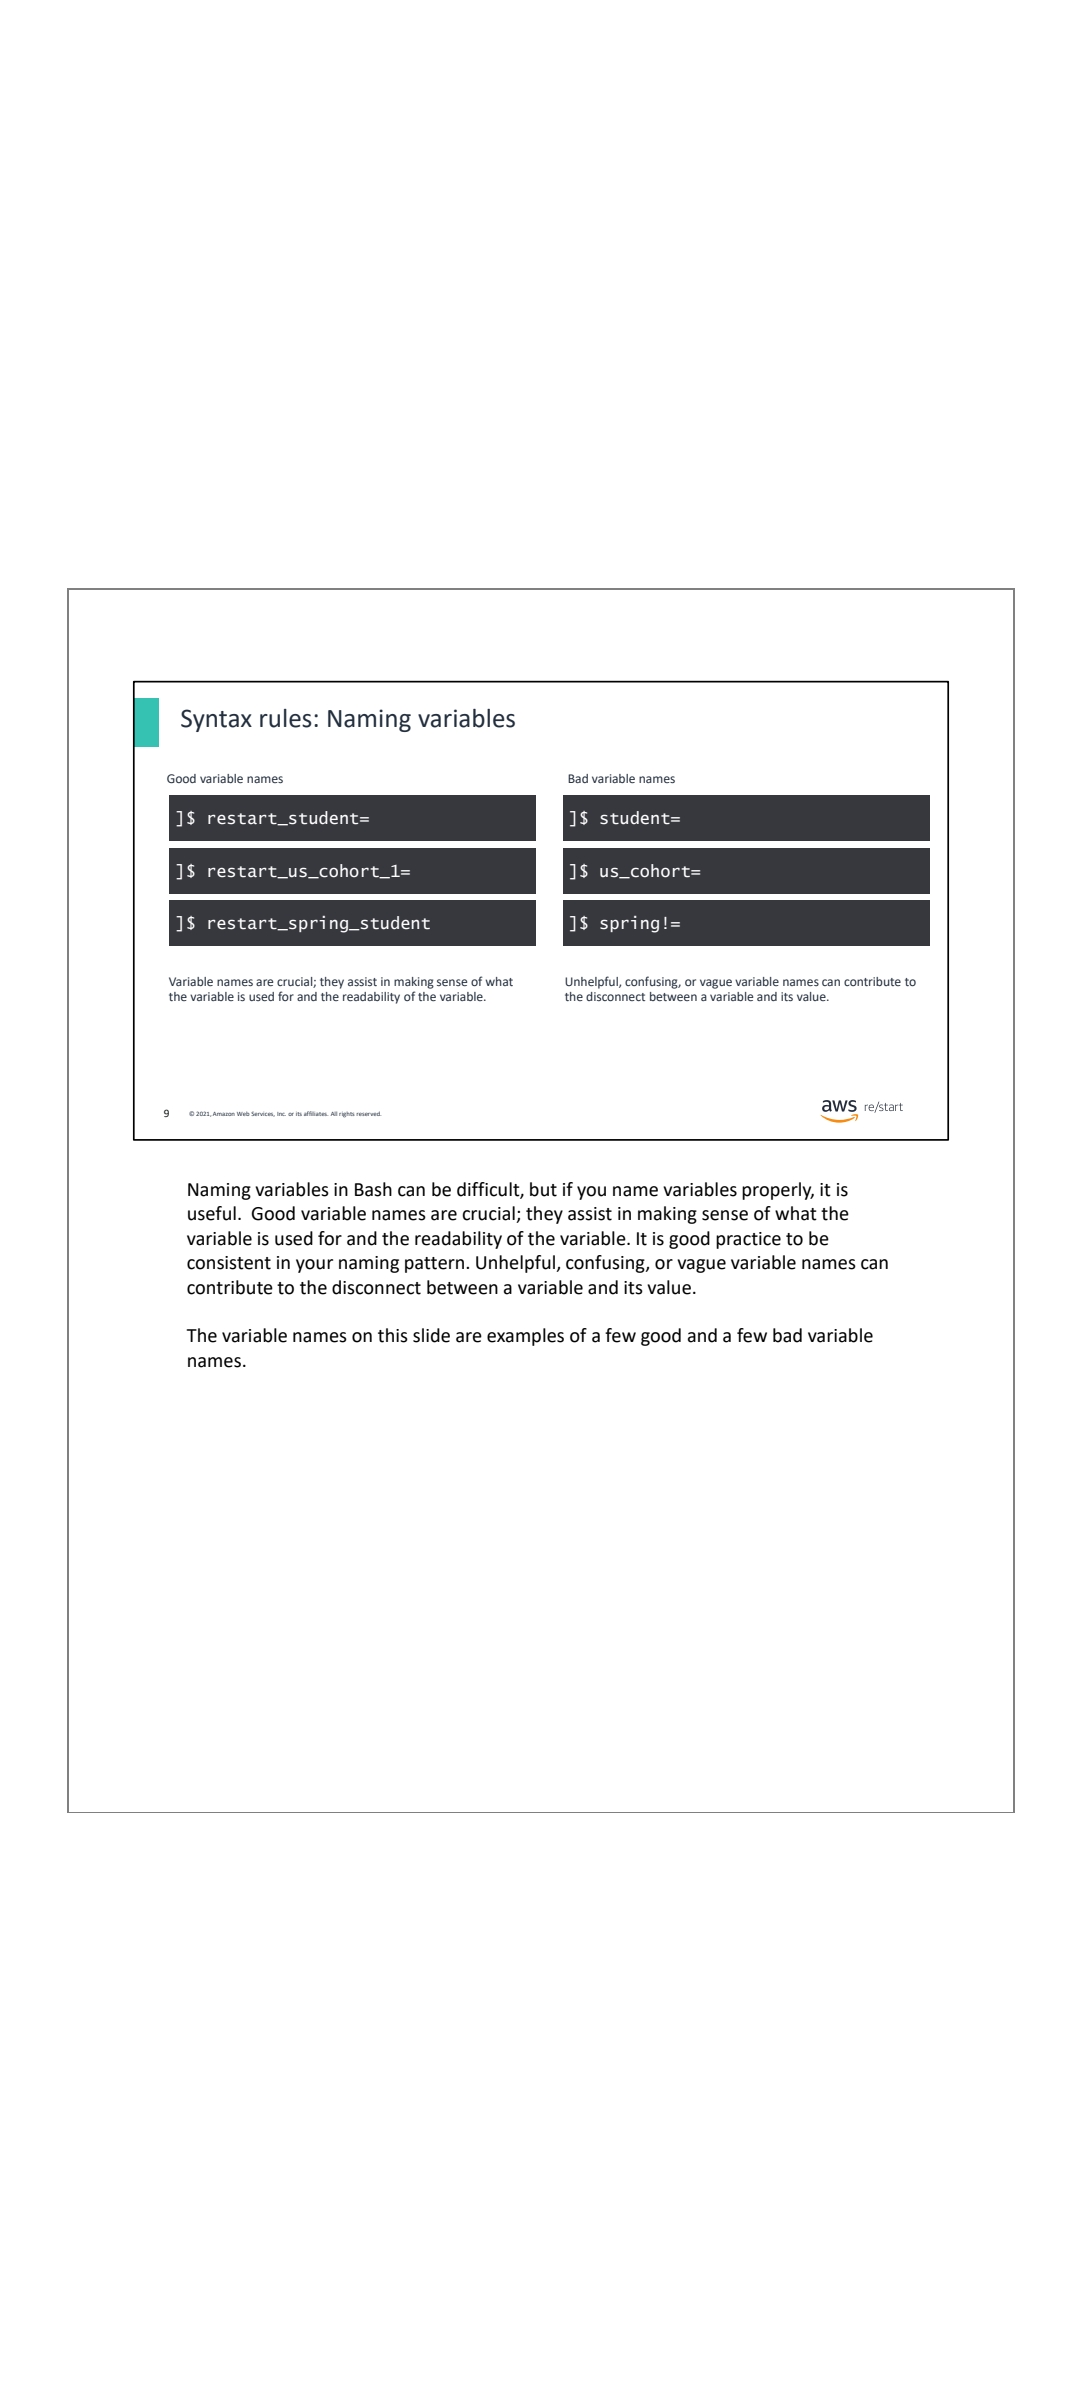 Syntax rules: Naming variables
Good variable names
]$ restart_student=
]$ restart_us_cohort_1=
]$ restart_spring_student
Variable names are crucial; they assist in making sense of what
the variable is used for and the readability of the variable.
Bad variable names
]$ student=
]$ us_cohort=
]$ spring!=
Unhelpful, confusing, or vague variable names can contribute to
the disconnect between a variable and its value.
9 © 2021, Amazon Web Services, Inc. or its affiliates. All rights reserved.
aws re/start
Naming variables in Bash can be difficult, but if you name variables properly, it is
useful.  Good variable names are crucial; they assist in making sense of what the
variable is used for and the readability of the variable. It is good practice to be
consistent in your naming pattern. Unhelpful, confusing, or vague variable names can
contribute to the disconnect between a variable and its value.
The variable names on this slide are examples of a few good and a few bad variable
names.